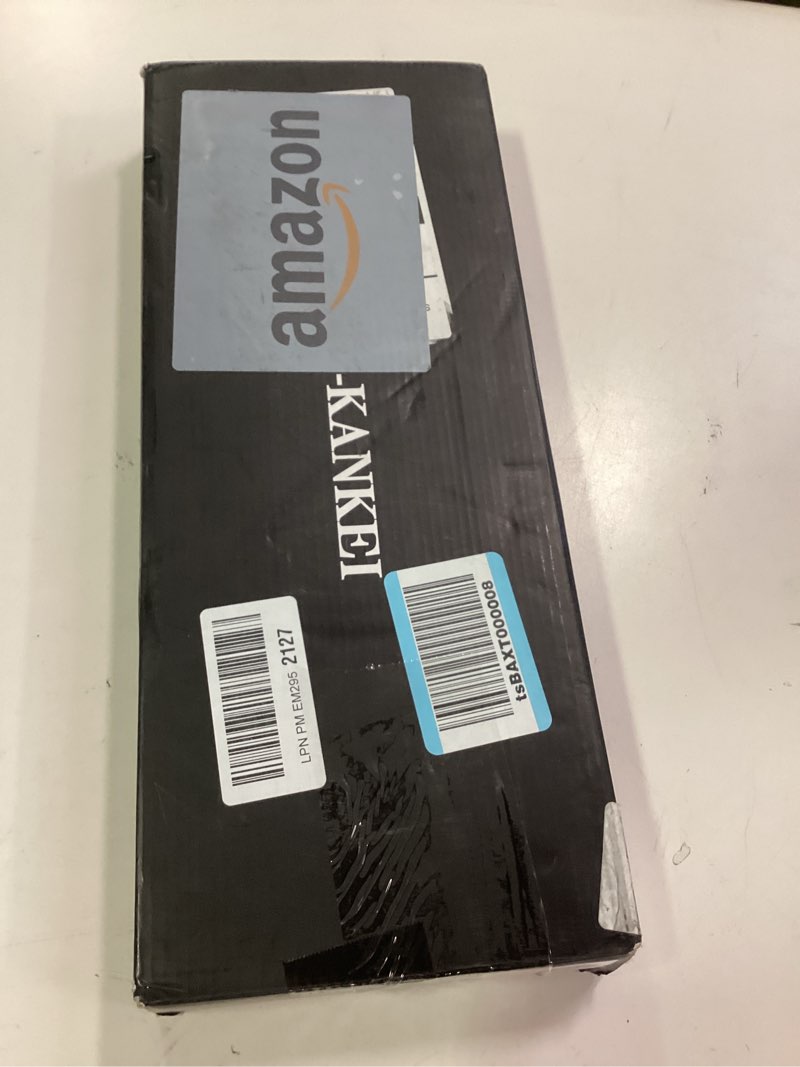 amazon
-KANKEI
LPN PM EM295 2127
tsBAXT000008